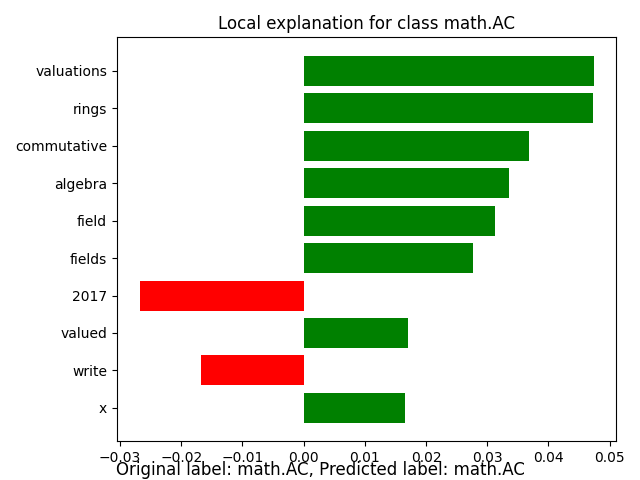 Local explanation for class math.AC
valuations
rings
commutative
algebra
field
fields
2017
valued
write
x
−0.03 −0.02 −0.01 0.00 0.01 0.02 0.03 0.04 0.05
Original label: math.AC, Predicted label: math.AC